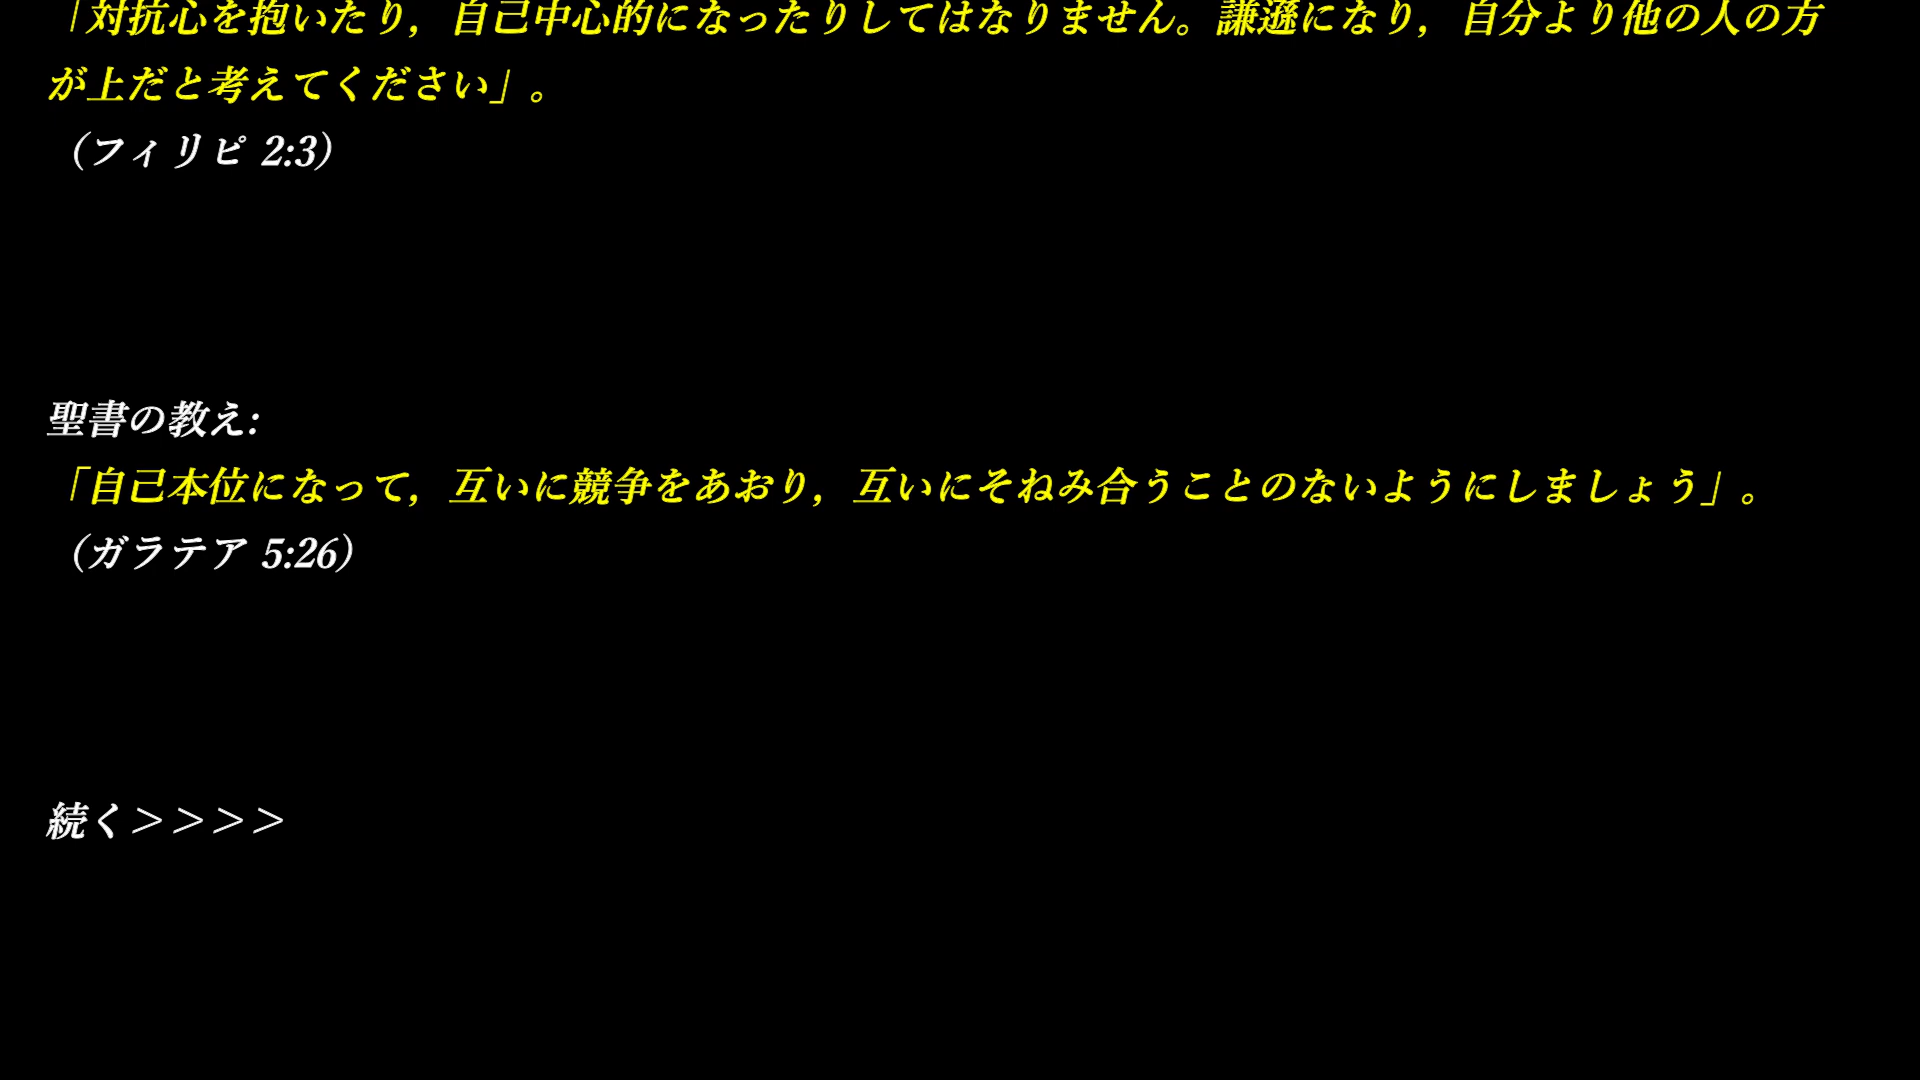 「対抗心を抱いたり，自己中心的になったりしてはなりません。謙遜になり，自分より他の人の方
が上だと考えてください」。
（フィリピ 2:3）
聖書の教え:
「自己本位になって，互いに競争をあおり，互いにそねみ合うことのないようにしましょう」。
（ガラテア 5:26）
続く＞＞＞＞